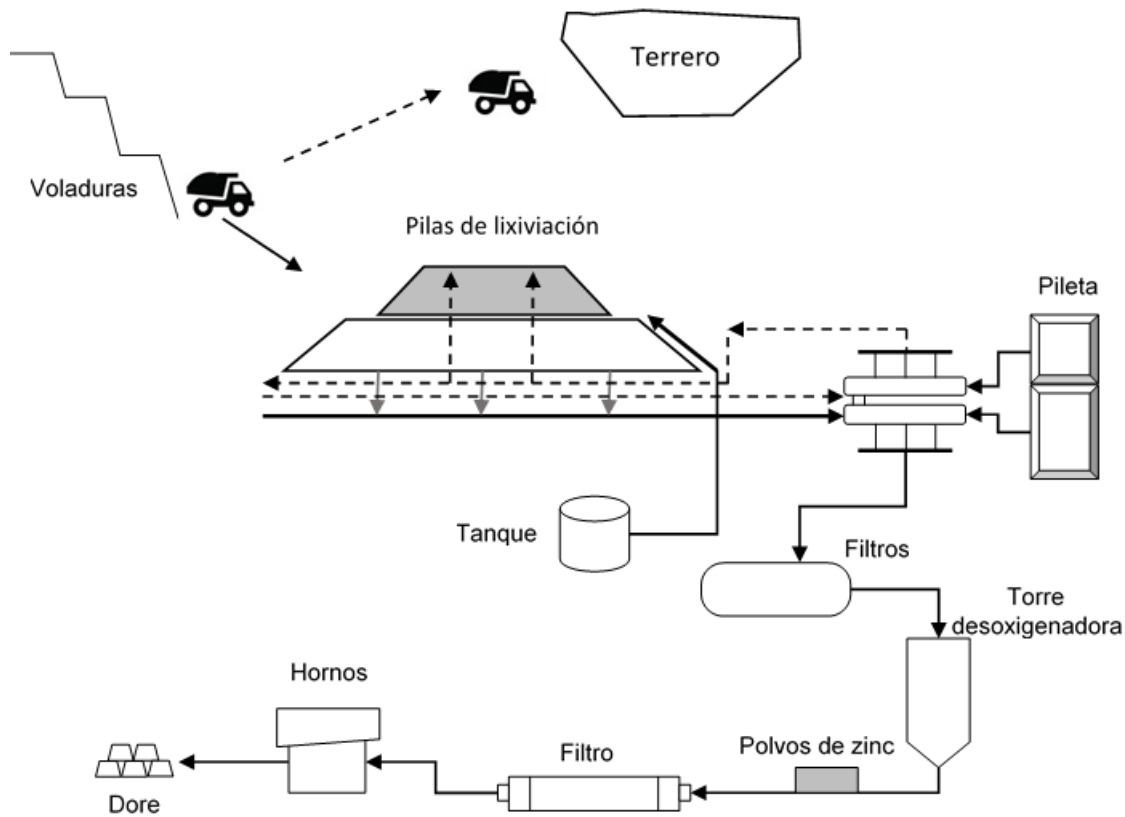 Terrero
Voladuras
Pilas de lixiviación
Pileta
Tanque
Filtros
Torre
desoxigenadora
Hornos
Polvos de zinc
Filtro
Dore